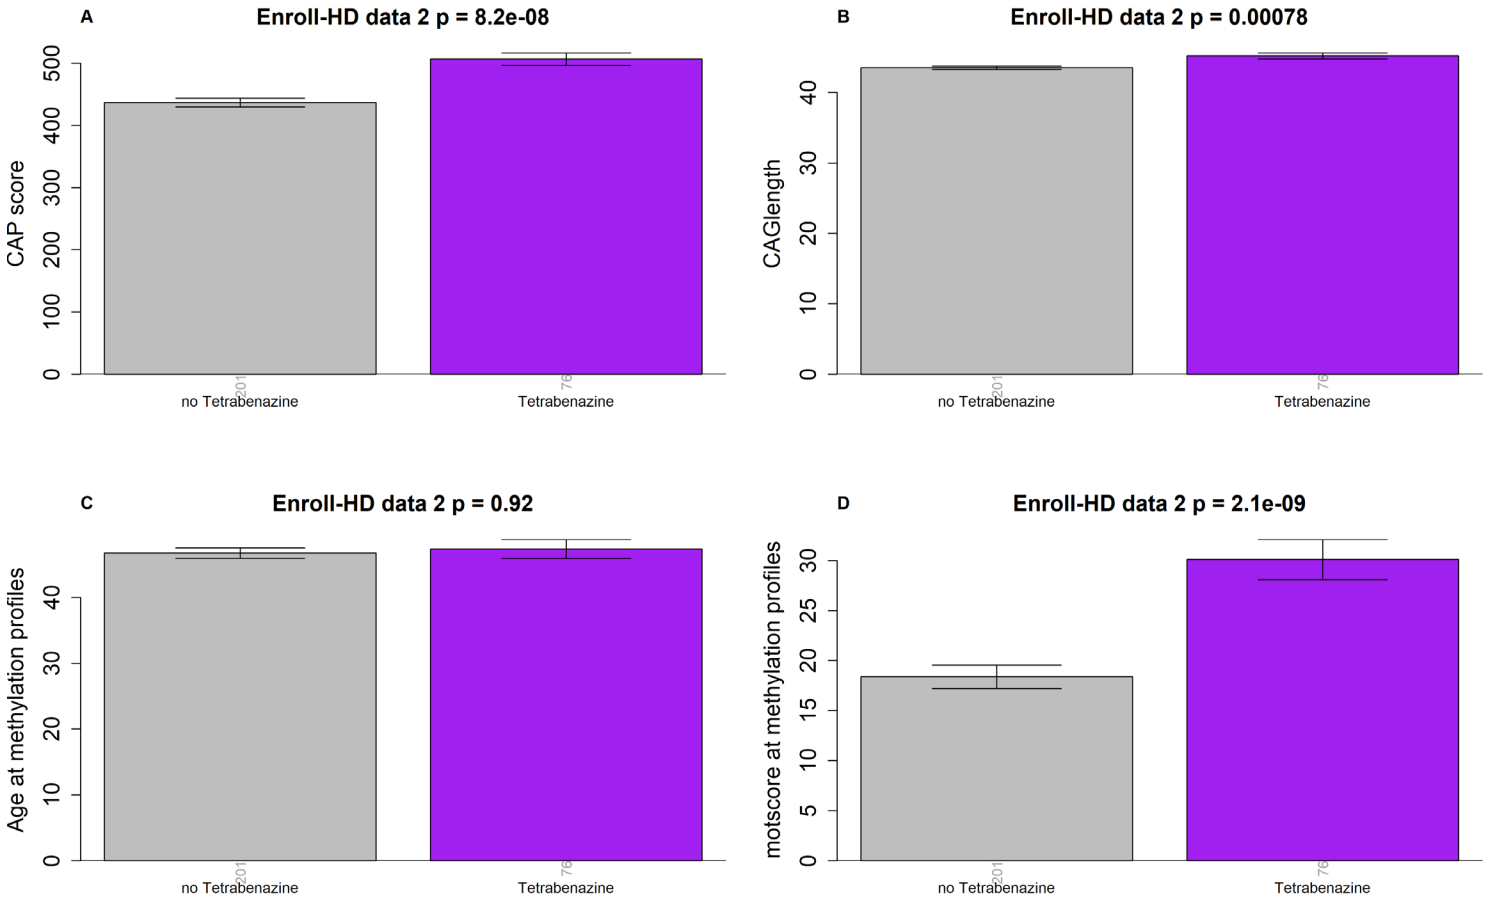 A
Enroll-HD data 2 p = 8.2e-08
CAP score
500
400
300
200
100
0
201
76
no Tetrabenazine
Tetrabenazine
B
Enroll-HD data 2 p = 0.00078
CAGlength
40
30
20
10
0
201
76
no Tetrabenazine
Tetrabenazine
C
Enroll-HD data 2 p = 0.92
Age at methylation profiles
40
30
20
10
0
201
76
no Tetrabenazine
Tetrabenazine
D
Enroll-HD data 2 p = 2.1e-09
motscore at methylation profiles
30
25
20
15
10
5
0
201
76
no Tetrabenazine
Tetrabenazine